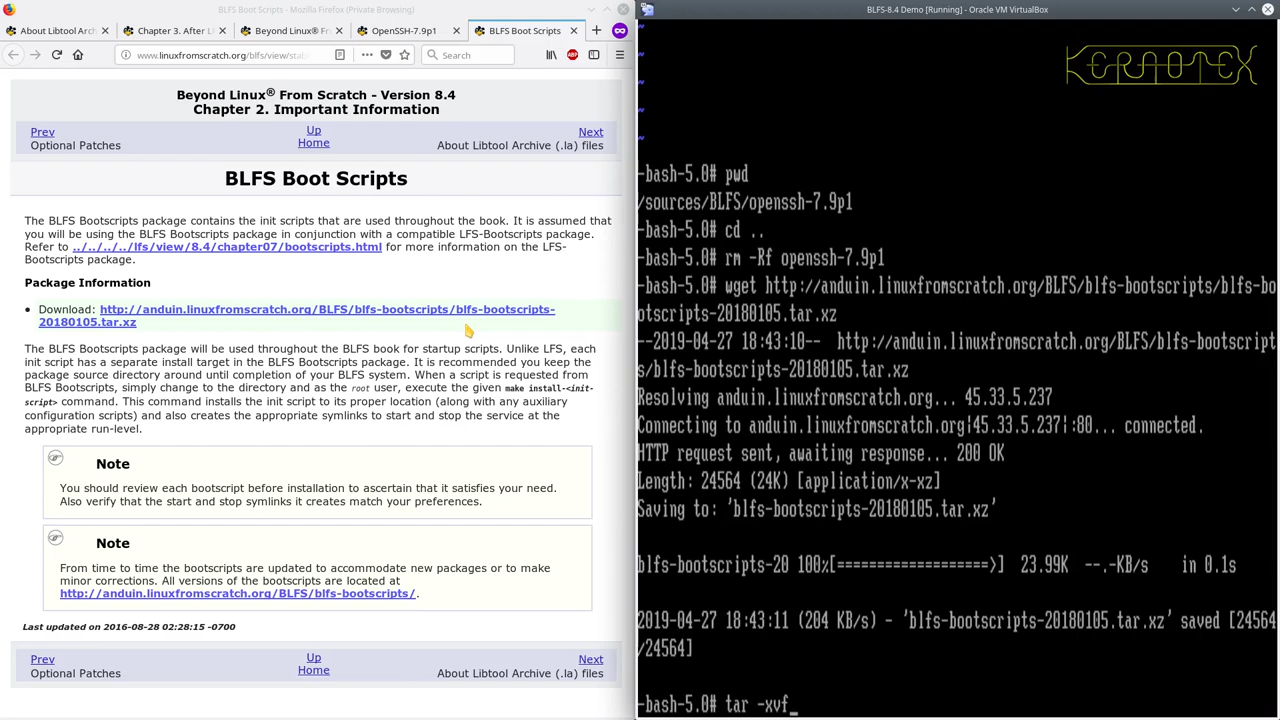 BLFS Boot Scripts - Mozilla Firefox (Private Browsing)
About Libtool Arc
Chapter 3. After L
Beyond Linux® Fr
OpenSSH-7.9p1
BLFS Boot Scripts
www.linuxfromscratch.org/blfs/view/stab
Search
ABP
Beyond Linux® From Scratch - Version 8.4
Chapter 2. Important Information
Prev
Up
Next
Optional Patches
Home
About Libtool Archive (.la) files
BLFS Boot Scripts
The BLFS Bootscripts package contains the init scripts that are used throughout the book. It is assumed that
you will be using the BLFS Bootscripts package in conjunction with a compatible LFS-Bootscripts package.
Refer to ../../../../lfs/view/8.4/chapter07/bootscripts.html for more information on the LFS-
Bootscripts package.
Package Information
• Download: http://anduin.linuxfromscratch.org/BLFS/blfs-bootscripts/blfs-bootscripts-
20180105.tar.xz
The BLFS Bootscripts package will be used throughout the BLFS book for startup scripts. Unlike LFS, each
init script has a separate install target in the BLFS Bootscripts package. It is recommended you keep the
package source directory around until completion of your BLFS system. When a script is requested from
BLFS Bootscripts, simply change to the directory and as the root user, execute the given make install-<init-
script> command. This command installs the init script to its proper location (along with any auxiliary
configuration scripts) and also creates the appropriate symlinks to start and stop the service at the
appropriate run-level.
Note
You should review each bootscript before installation to ascertain that it satisfies your need.
Also verify that the start and stop symlinks it creates match your preferences.
Note
From time to time the bootscripts are updated to accommodate new packages or to make
minor corrections. All versions of the bootscripts are located at
http://anduin.linuxfromscratch.org/BLFS/blfs-bootscripts/.
Last updated on 2016-08-28 02:28:15 -0700
Prev
Up
Next
Optional Patches
Home
About Libtool Archive (.la) files
BLFS-8.4 Demo [Running] - Oracle VM VirtualBox
KERNOTEX
~
~
~
~
~
-bash-5.0# pwd
/sources/BLFS/openssh-7.9p1
-bash-5.0# cd ..
-bash-5.0# rm -Rf openssh-7.9p1
-bash-5.0# wget http://anduin.linuxfromscratch.org/BLFS/blfs-bootscripts/blfs-bo
otscripts-20180105.tar.xz
--2019-04-27 18:43:10-- http://anduin.linuxfromscratch.org/BLFS/blfs-bootscript
s/blfs-bootscripts-20180105.tar.xz
Resolving anduin.linuxfromscratch.org... 45.33.5.237
Connecting to anduin.linuxfromscratch.org|45.33.5.237|:80... connected.
HTTP request sent, awaiting response... 200 OK
Length: 24564 (24K) [application/x-xz]
Saving to: 'blfs-bootscripts-20180105.tar.xz'
blfs-bootscripts-20 100%[===================>] 23.99K --.-KB/s in 0.1s
2019-04-27 18:43:11 (204 KB/s) - 'blfs-bootscripts-20180105.tar.xz' saved [24564
/24564]
-bash-5.0# tar -xvf_